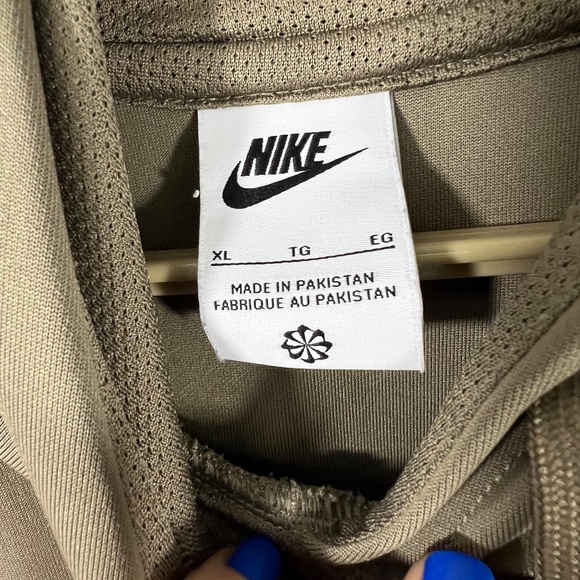 NIKE
XL TG EG
MADE IN PAKISTAN
FABRIQUE AU PAKISTAN